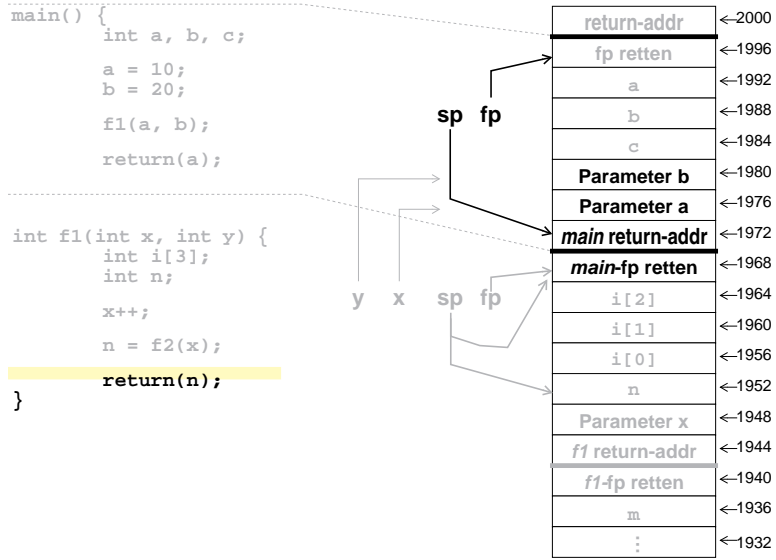 main() {
int a, b, c;
a = 10;
b = 20;
f1(a, b);
return(a);
int f1(int x, int y) {
int i[3];
int n;
x++;
n = f2(x);
return(n);
}
sp fp
y x sp fp
return-addr
2000
fp retten
1996
a
1992
b
1988
c
1984
Parameter b
1980
Parameter a
1976
main return-addr
1972
main-fp retten
1968
i[2]
1964
i[1]
1960
i[0]
1956
n
1952
Parameter x
1948
f1 return-addr
1944
f1-fp retten
1940
m
1936
⋮
1932